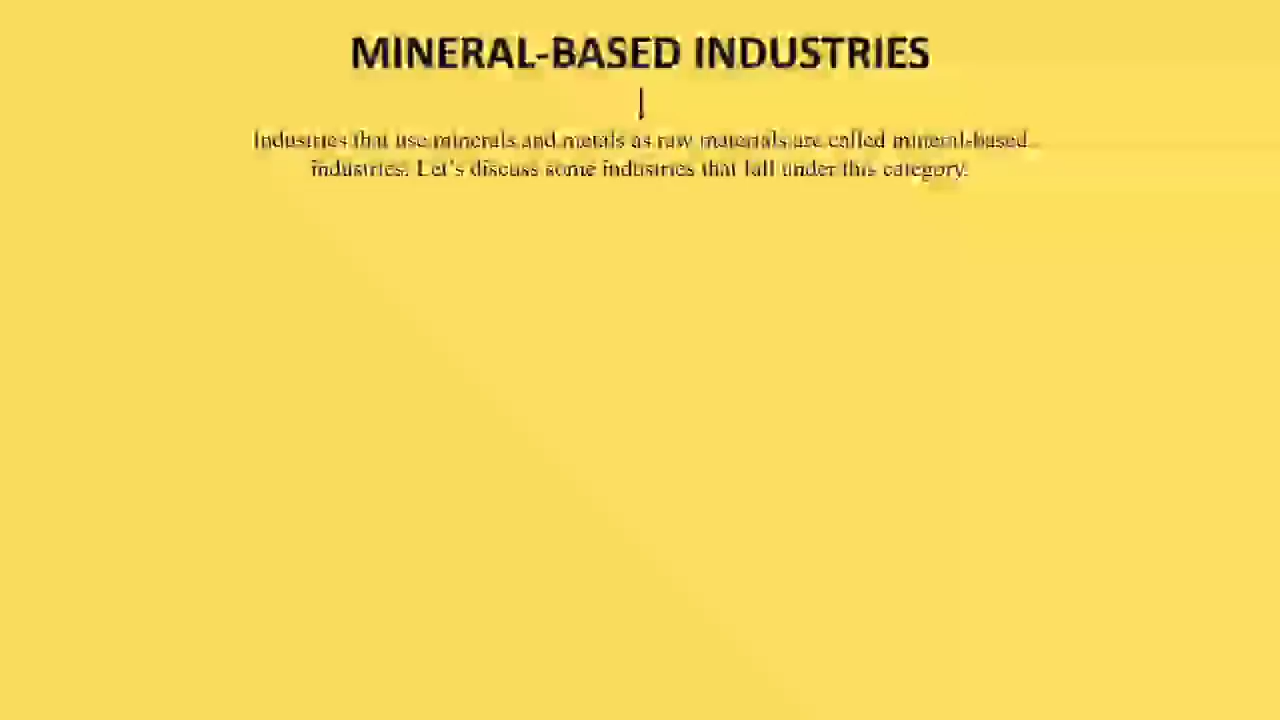 MINERAL-BASED INDUSTRIES
Industries that use minerals and metals as raw materials are called mineral-based
industries. Let's discuss some industries that fall under this category.